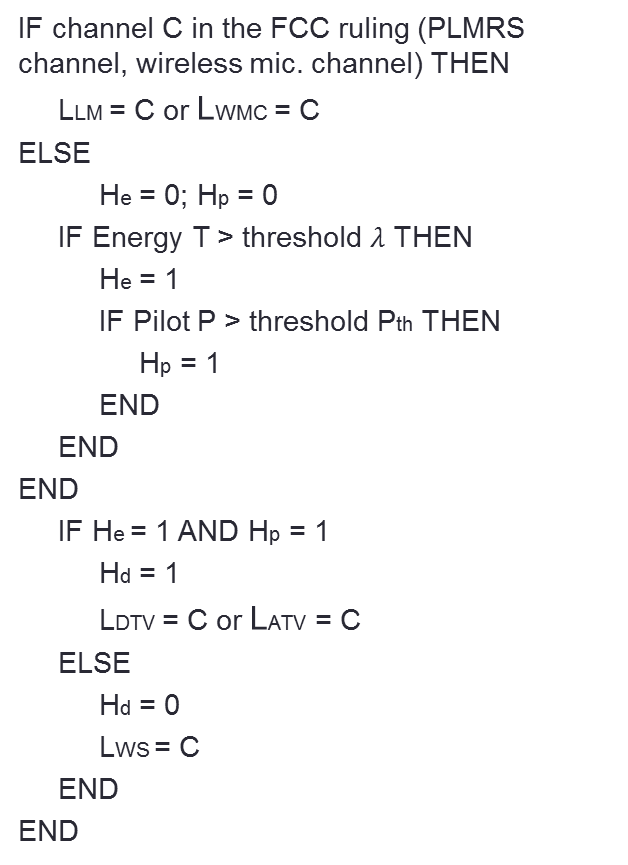 IF channel C in the FCC ruling (PLMRS
channel, wireless mic. channel) THEN
LLM = C or LWMC = C
ELSE
He = 0; Hp = 0
IF Energy T > threshold λ THEN
He = 1
IF Pilot P > threshold Pth THEN
Hp = 1
END
END
END
IF He = 1 AND Hp = 1
Hd = 1
LDTV = C or LATV = C
ELSE
Hd = 0
LWS = C
END
END